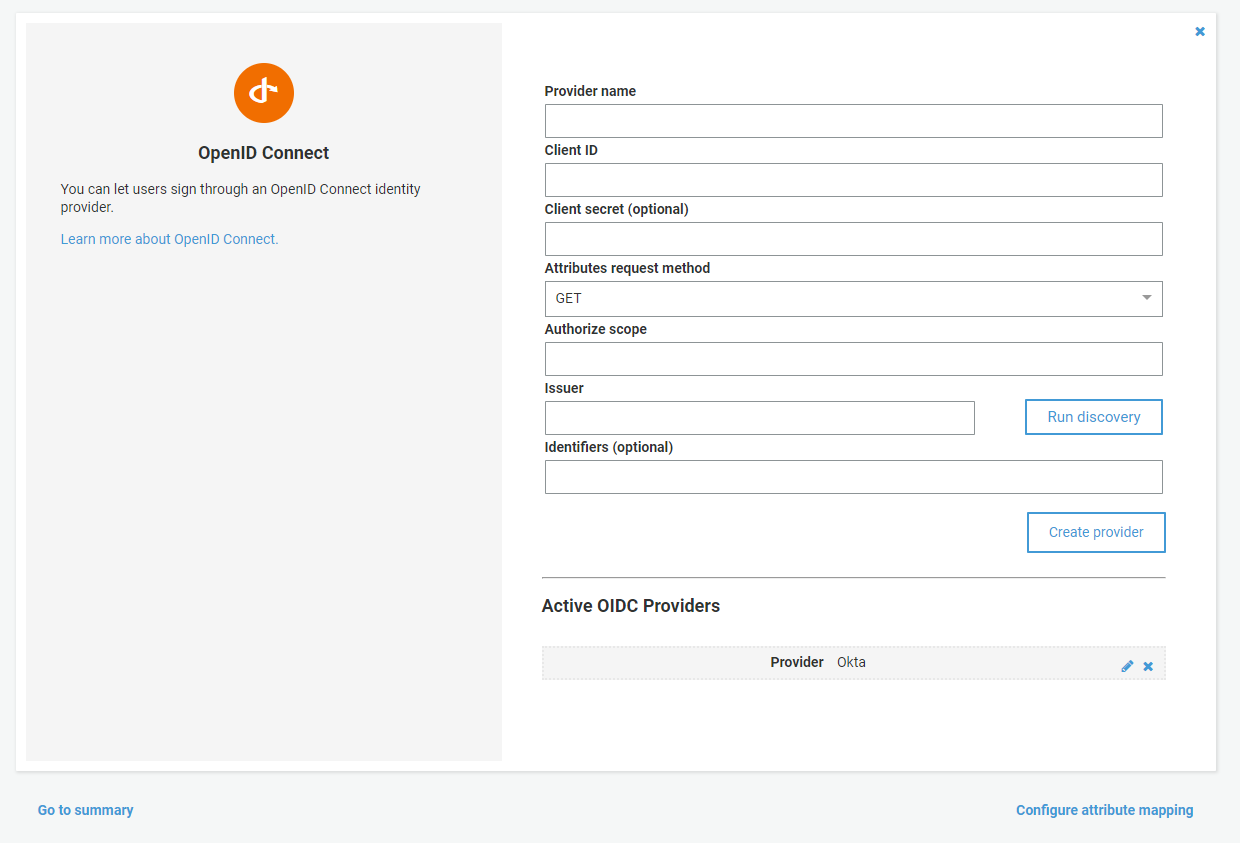 OpenID Connect
You can let users sign through an OpenID Connect identity
provider.
Learn more about OpenID Connect.
Provider name
Client ID
Client secret (optional)
Attributes request method
GET
Authorize scope
Issuer
Run discovery
Identifiers (optional)
Create provider
Active OIDC Providers
Provider Okta
Go to summary
Configure attribute mapping